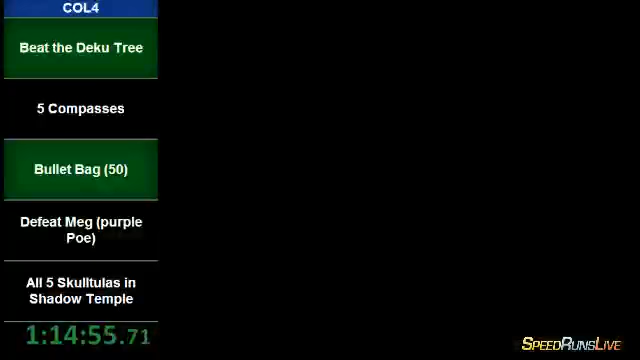 COL4
Beat the Deku Tree
5 Compasses
Bullet Bag (50)
Defeat Meg (purple
Poe)
All 5 Skulltulas in
Shadow Temple
1:14:55.71
SpeedRunsLive